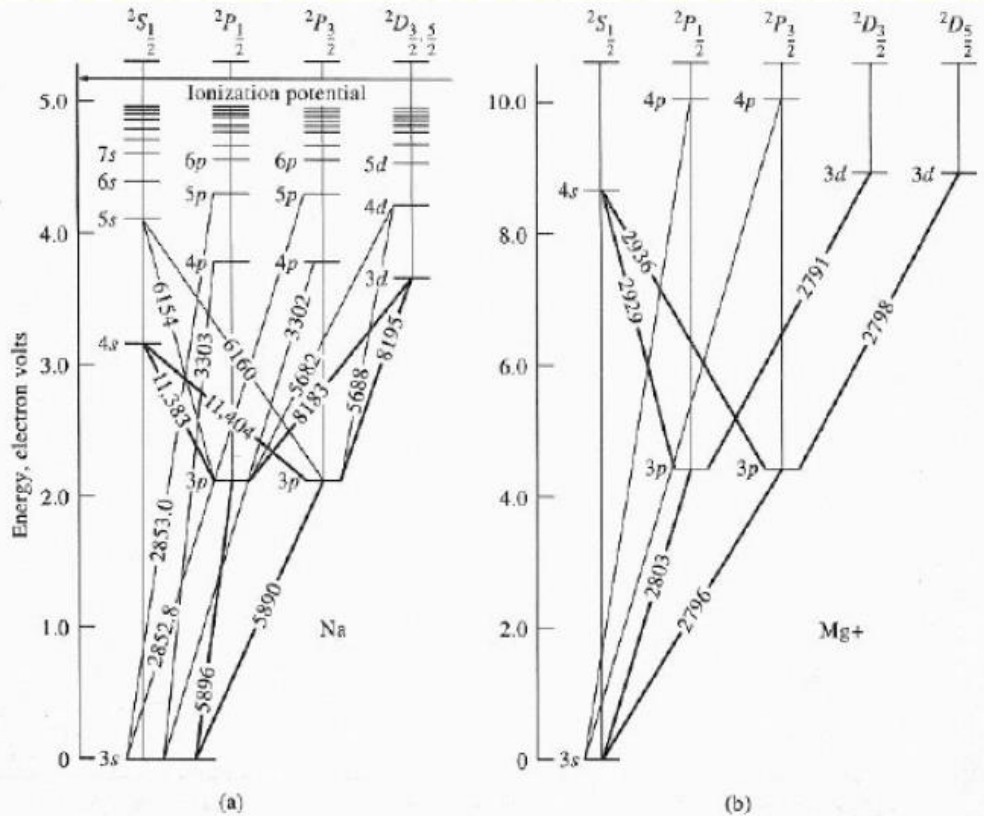 ²S½ ²P½ ²P3/2 ²D3/2, 5/2
Ionization potential
5.0
4.0
3.0
2.0
1.0
0
Energy, electron volts
7s
6s
5s
4s
3s
6p
5p
4p
3p
6p
5p
4p
3p
5d
4d
3d
6154
11,383
3303
6160
11,404
3302
5682
8183
5688
8195
2853.0
2852.8
5896
5890
Na
(a)
²S½ ²P½ ²P3/2 ²D3/2 ²D5/2
10.0
8.0
6.0
4.0
2.0
0
4p
4p
4s
3d
3d
3p
3p
3s
2936
2929
2791
2798
2803
2796
Mg+
(b)